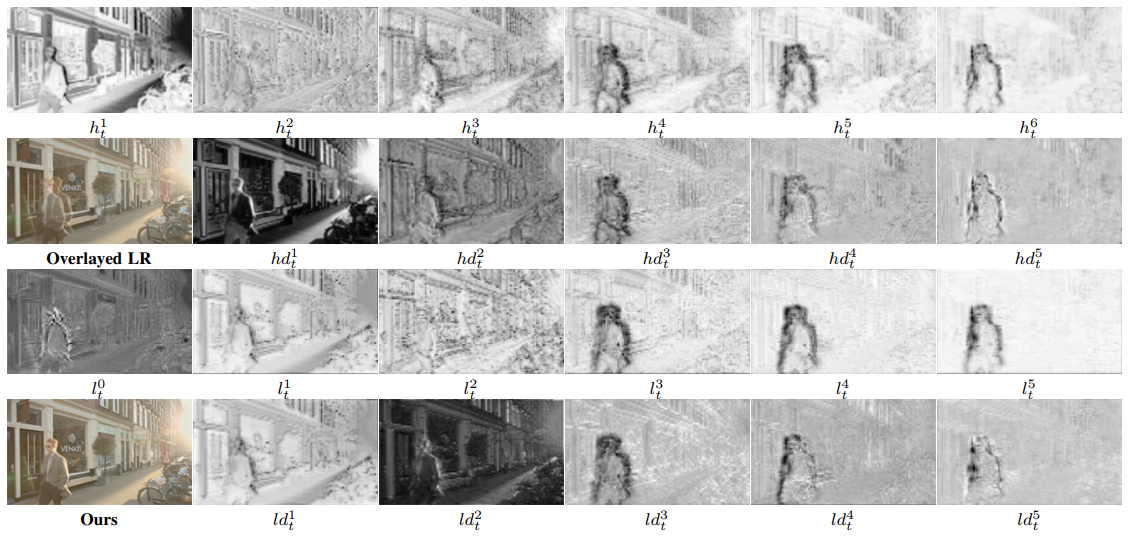 h_t^1 h_t^2 h_t^3 h_t^4 h_t^5 h_t^6
VENKEL
Overlayed LR hd_t^1 hd_t^2 hd_t^3 hd_t^4 hd_t^5
l_t^0 l_t^1 l_t^2 l_t^3 l_t^4 l_t^5
Ours ld_t^1 ld_t^2 ld_t^3 ld_t^4 ld_t^5